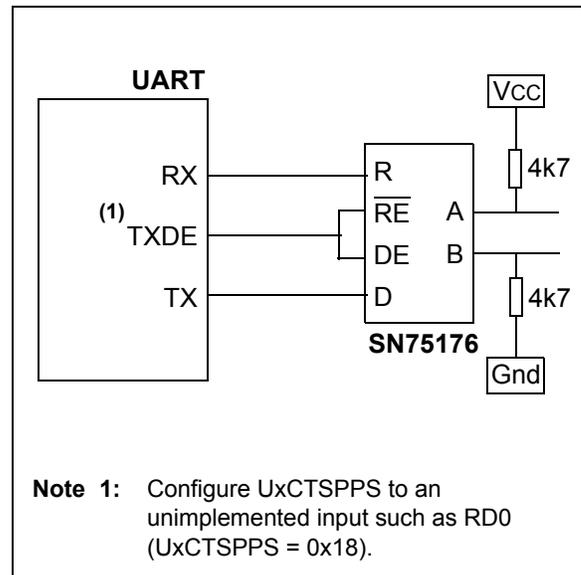 UART
VCC
RX
R
4k7
(1)
RE
A
TXDE
DE
B
TX
D
4k7
SN75176
Gnd
Note 1: Configure UxCTSPPS to an
unimplemented input such as RD0
(UxCTSPPS = 0x18).